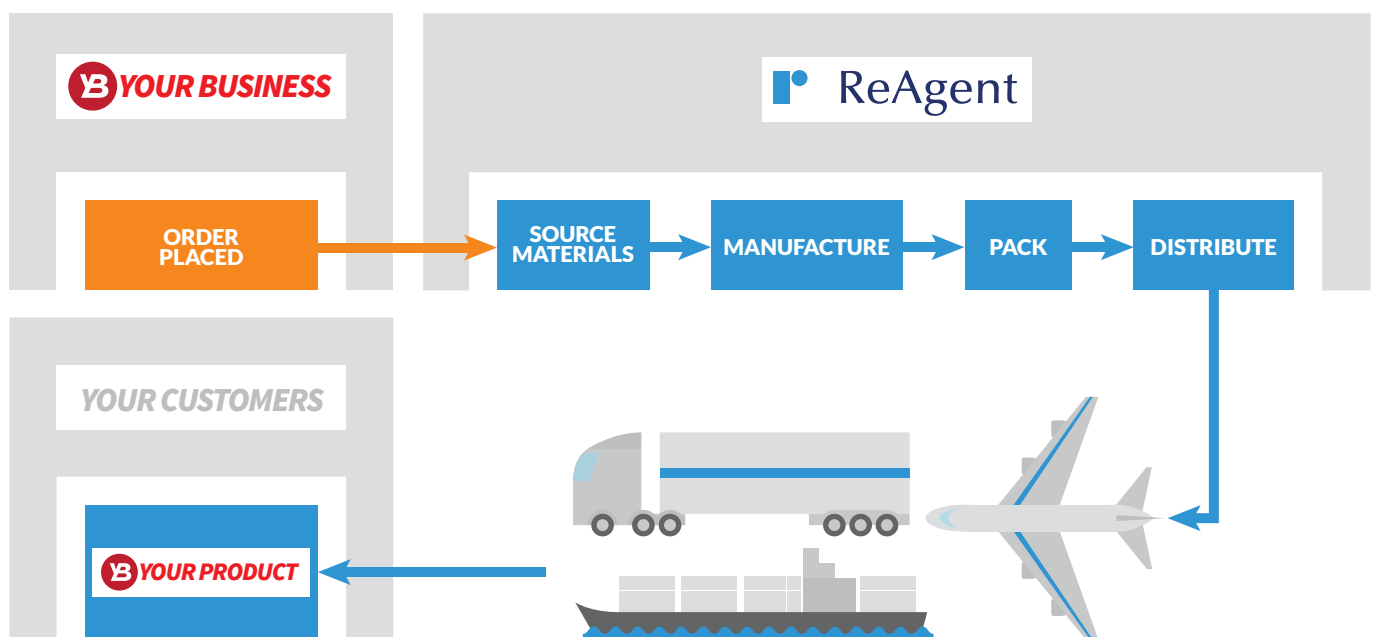 YB YOUR BUSINESS
ReAgent
ORDER
PLACED
SOURCE
MATERIALS
MANUFACTURE
PACK
DISTRIBUTE
YOUR CUSTOMERS
YB YOUR PRODUCT